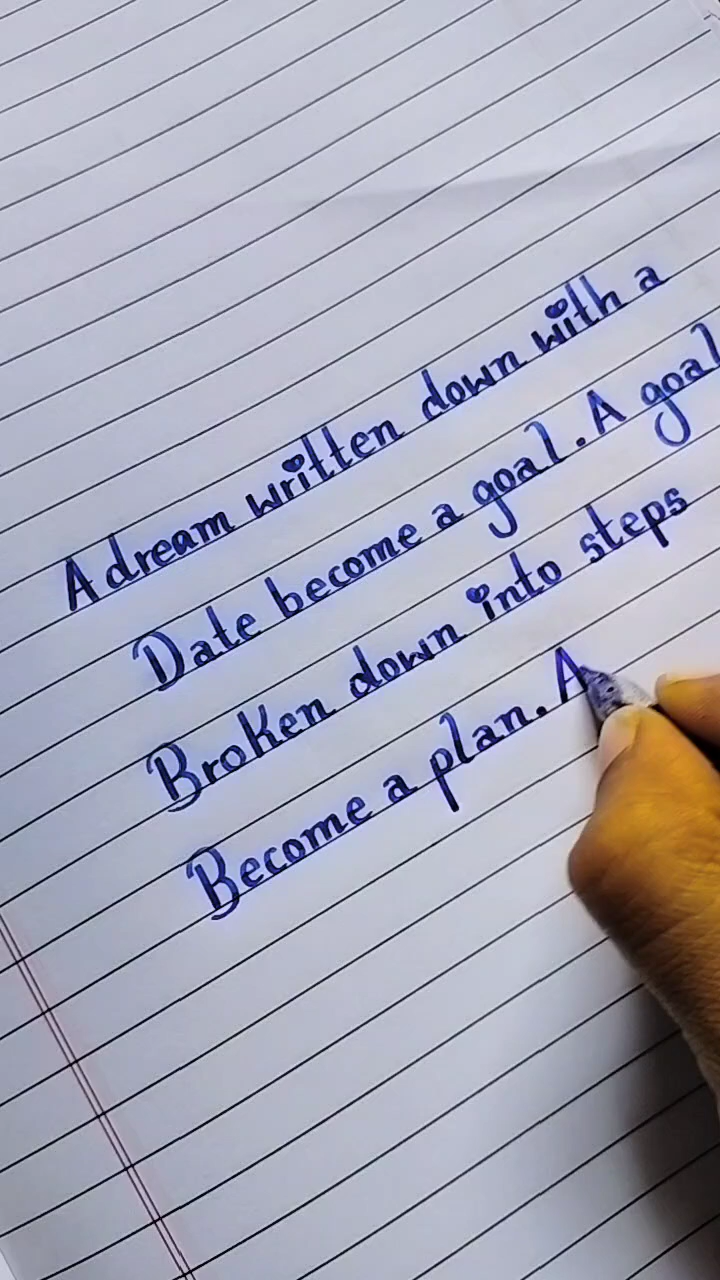 A dream written down with a
Date become a goal. A goal
Broken down into steps
Become a plan. A